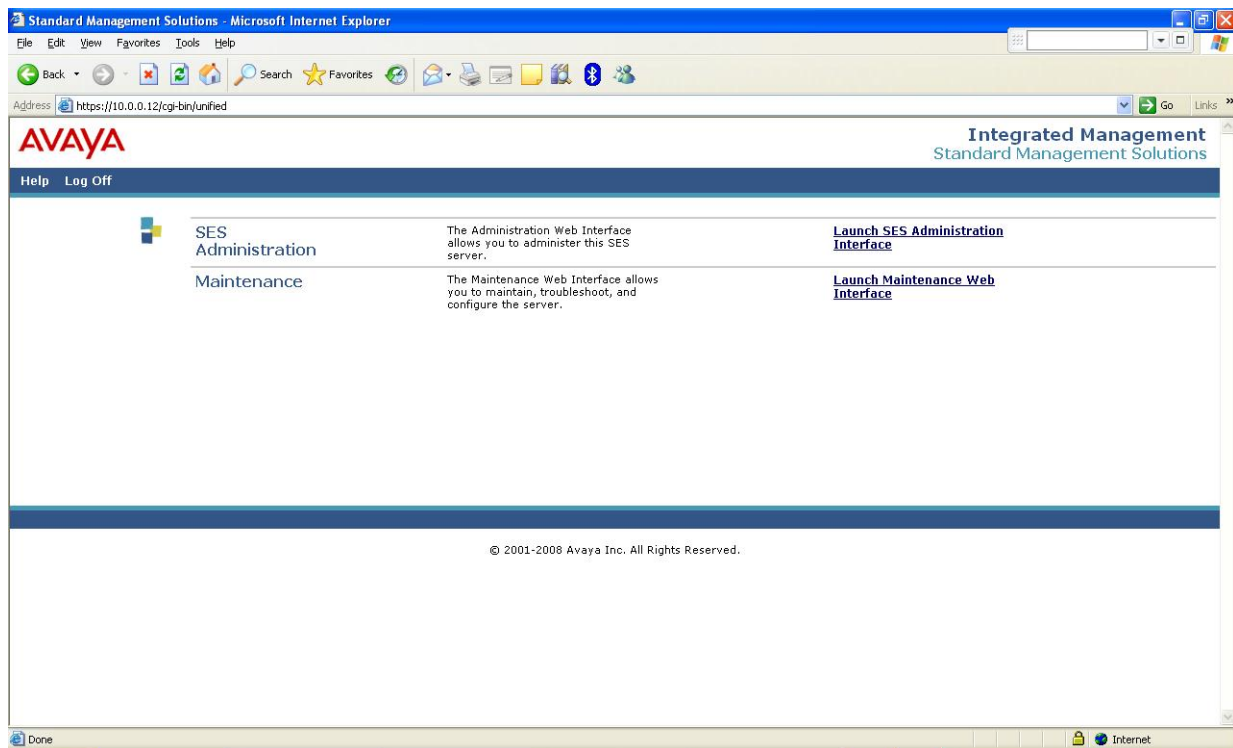 Standard Management Solutions - Microsoft Internet Explorer
File Edit View Favorites Tools Help
Back Search Favorites
Address https://10.0.0.12/cgi-bin/unified Go Links »
AVAYA
Integrated Management
Standard Management Solutions
Help Log Off
SES
Administration
The Administration Web Interface
allows you to administer this SES
server.
Launch SES Administration
Interface
Maintenance
The Maintenance Web Interface allows
you to maintain, troubleshoot, and
configure the server.
Launch Maintenance Web
Interface
© 2001-2008 Avaya Inc. All Rights Reserved.
Done Internet